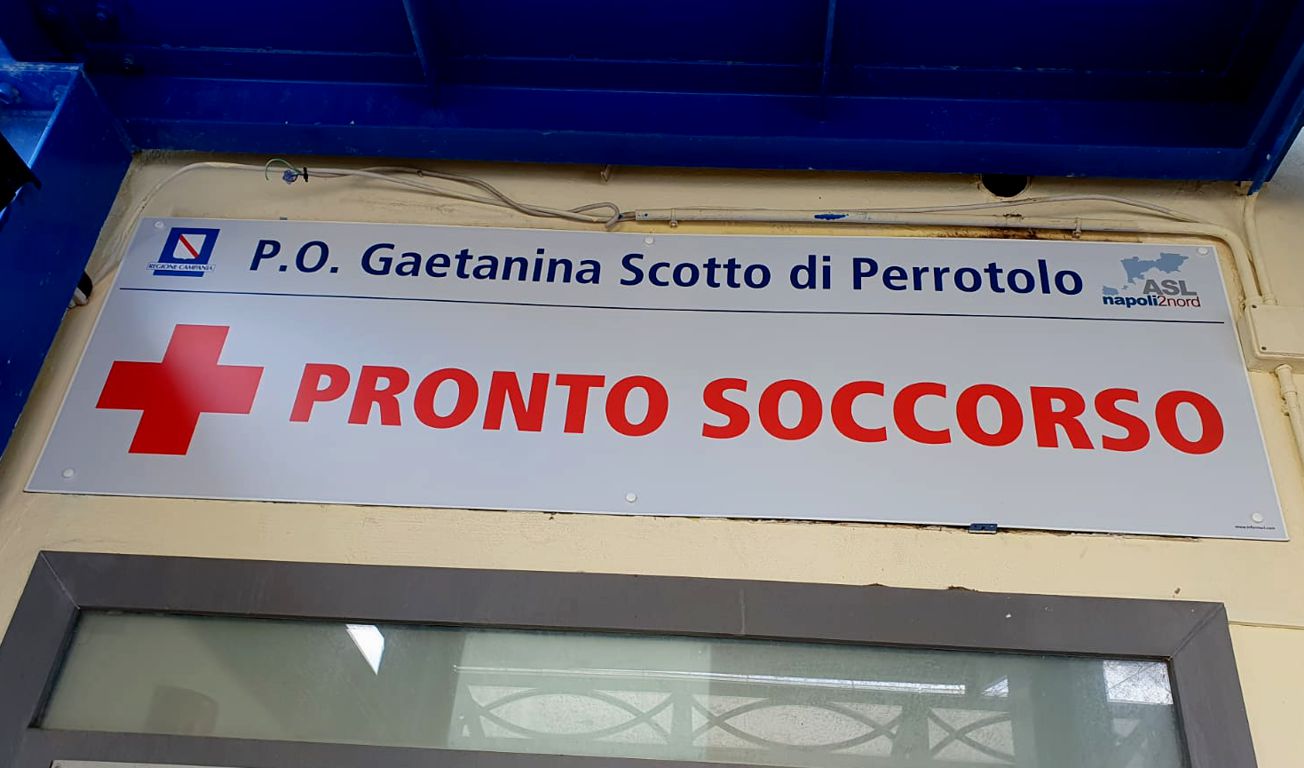 REGIONE CAMPANIA
P.O. Gaetanina Scotto di Perrotolo
ASL
napoli2nord
PRONTO SOCCORSO